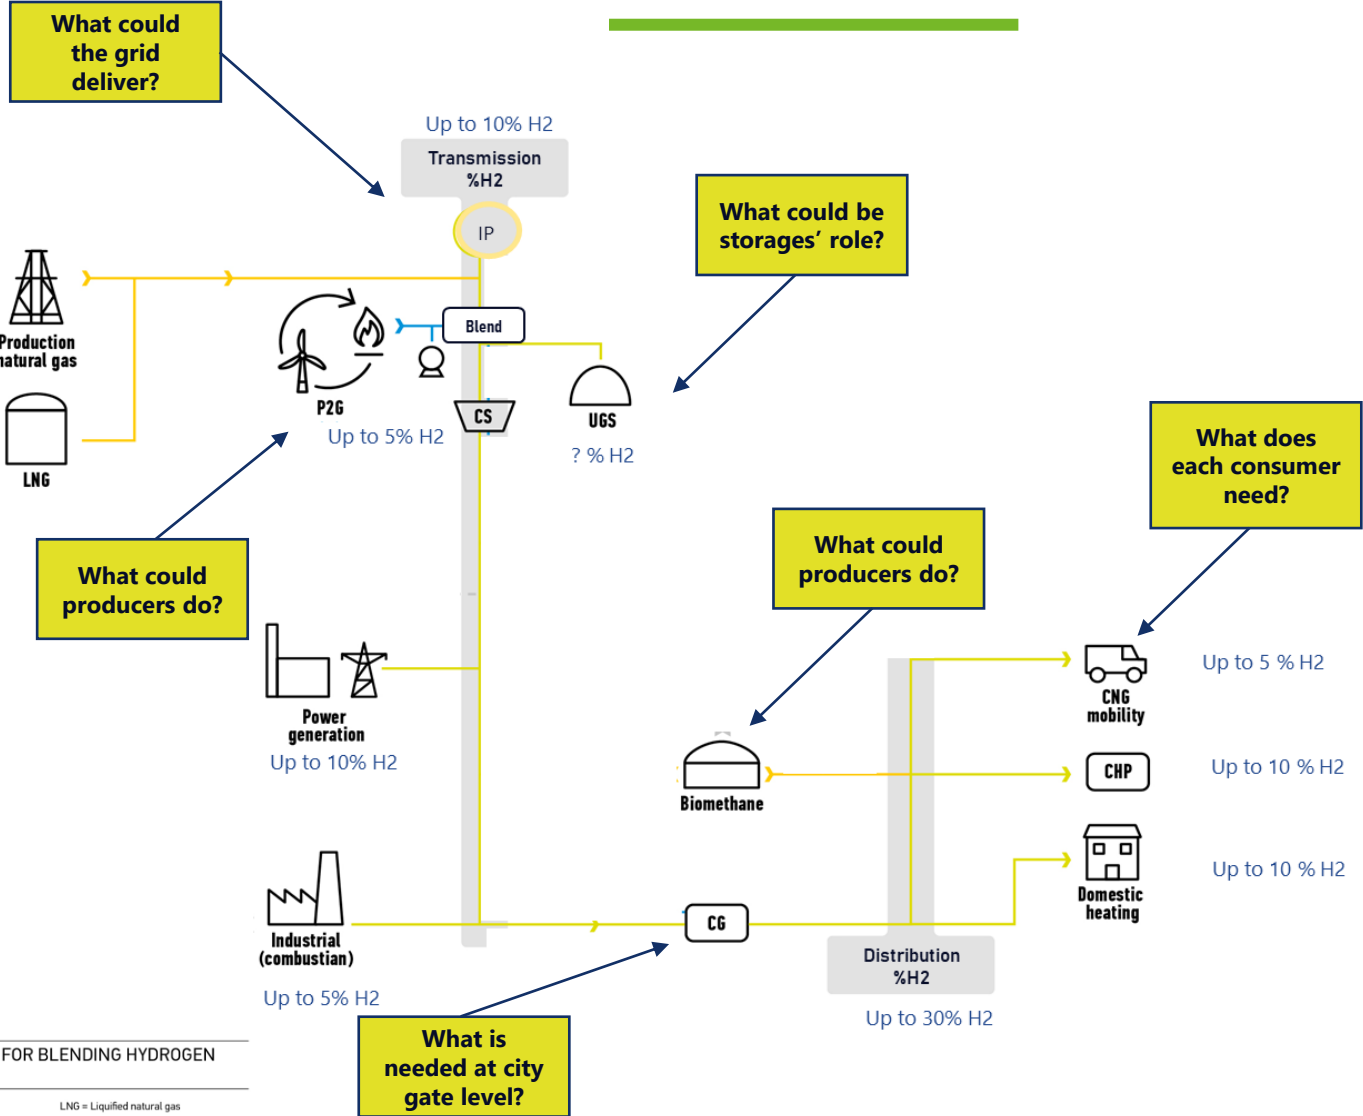 What could
the grid
deliver?
Up to 10% H2
Transmission
%H2
IP
What could be
storages’ role?
Production
natural gas
Blend
P2G
Up to 5% H2
CS
UGS
? % H2
LNG
What does
each consumer
need?
What could
producers do?
What could
producers do?
Power
generation
Up to 10% H2
Biomethane
CNG
mobility
Up to 5 % H2
CHP
Up to 10 % H2
Domestic
heating
Up to 10 % H2
Industrial
(combustian)
Up to 5% H2
CG
Distribution
%H2
Up to 30% H2
What is
needed at city
gate level?
FOR BLENDING HYDROGEN
LNG = Liquified natural gas